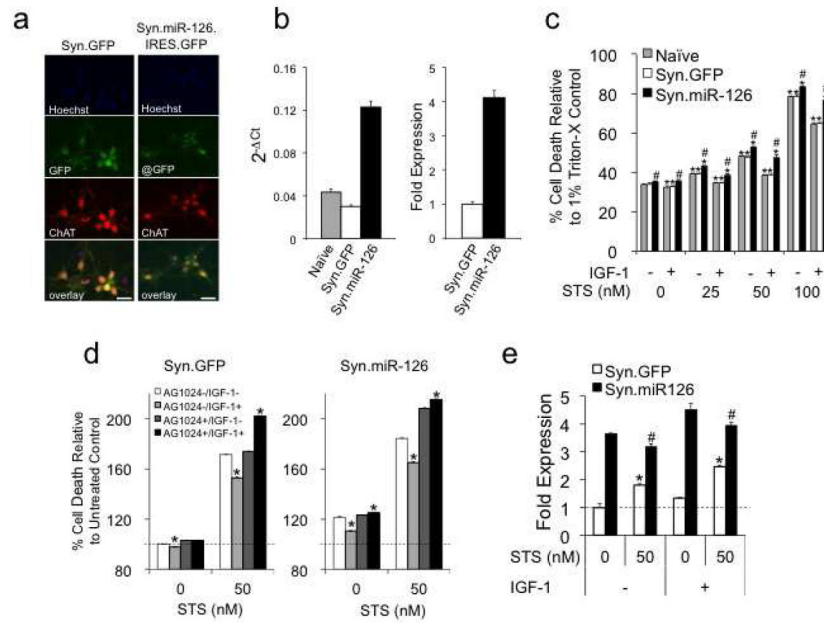 a
Syn.GFP
Syn.miR-126.
IRES.GFP
Hoechst
Hoechst
GFP
@GFP
ChAT
ChAT
overlay
overlay
b
2-ΔCt
0.16
0.12
0.08
0.04
0
Naïve
Syn.GFP
Syn.miR-126
Fold Expression
5
4
3
2
1
0
Syn.GFP
Syn.miR-126
c
% Cell Death Relative
to 1% Triton-X Control
100
80
60
40
20
0
Naïve
Syn.GFP
Syn.miR-126
# # ** ** # * ** # * ** # * ** # * ** # * **
IGF-1 - + - + - + - +
STS (nM) 0 25 50 100
d
Syn.GFP
Syn.miR-126
% Cell Death Relative
to Untreated Control
200
160
120
80
AG1024-/IGF-1-
AG1024-/IGF-1+
AG1024+/IGF-1-
AG1024+/IGF-1+
* * *
0 50
STS (nM)
200
160
120
80
* * * *
0 50
STS (nM)
e
Syn.GFP
Syn.miR126
Fold Expression
5
4
3
2
1
0
* # * #
STS (nM) 0 50 0 50
IGF-1 - +